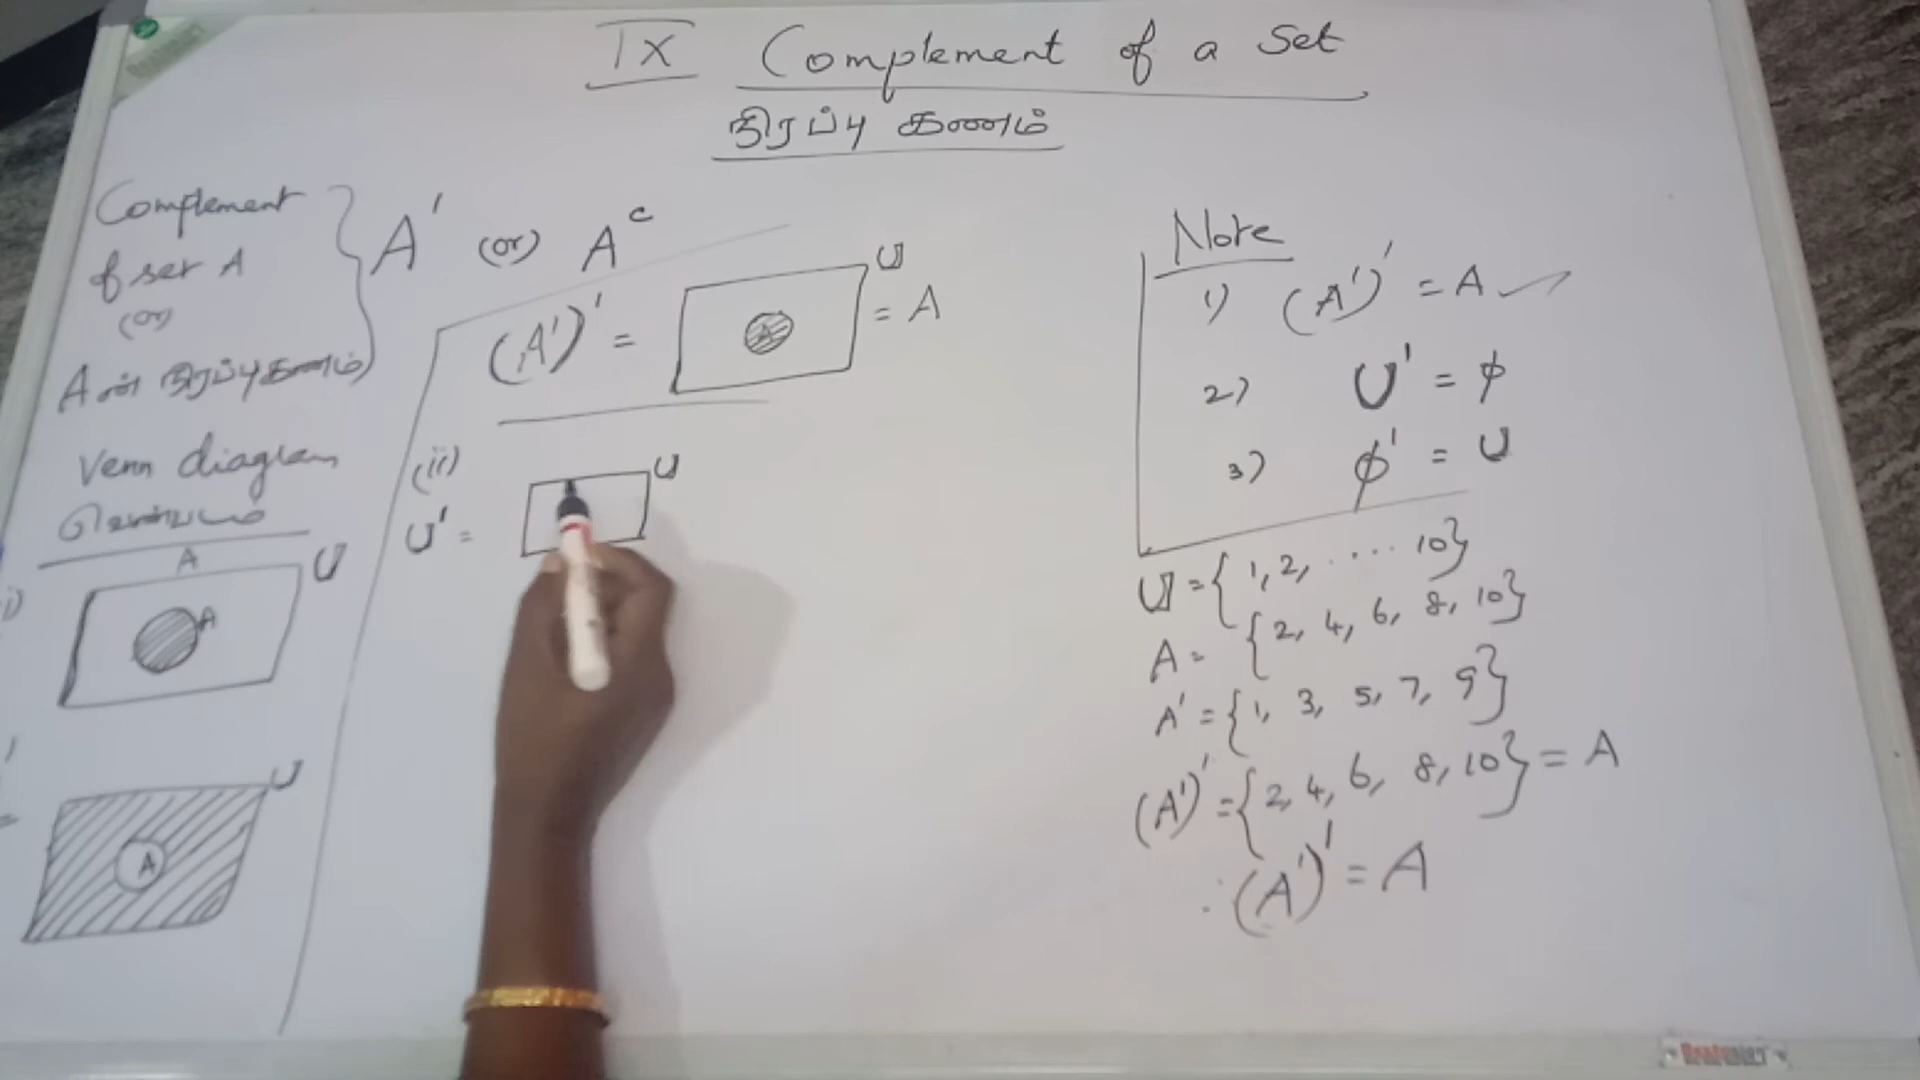 IX Complement of a Set
நிரப்பு கணம்
Complement
of set A
(or)
A ன் நிரப்பு கணம்
A' (or) A^c
(A')' =
A
U
= A
Venn diagram
வென்படம்
i)
A
U
A
U
A
(ii)
U' =
U
Note
1) (A')' = A ✓
2) U' = ϕ
3) ϕ' = U
U = {1, 2, .... 10}
A = {2, 4, 6, 8, 10}
A' = {1, 3, 5, 7, 9}
(A')' = {2, 4, 6, 8, 10} = A
∴ (A')' = A